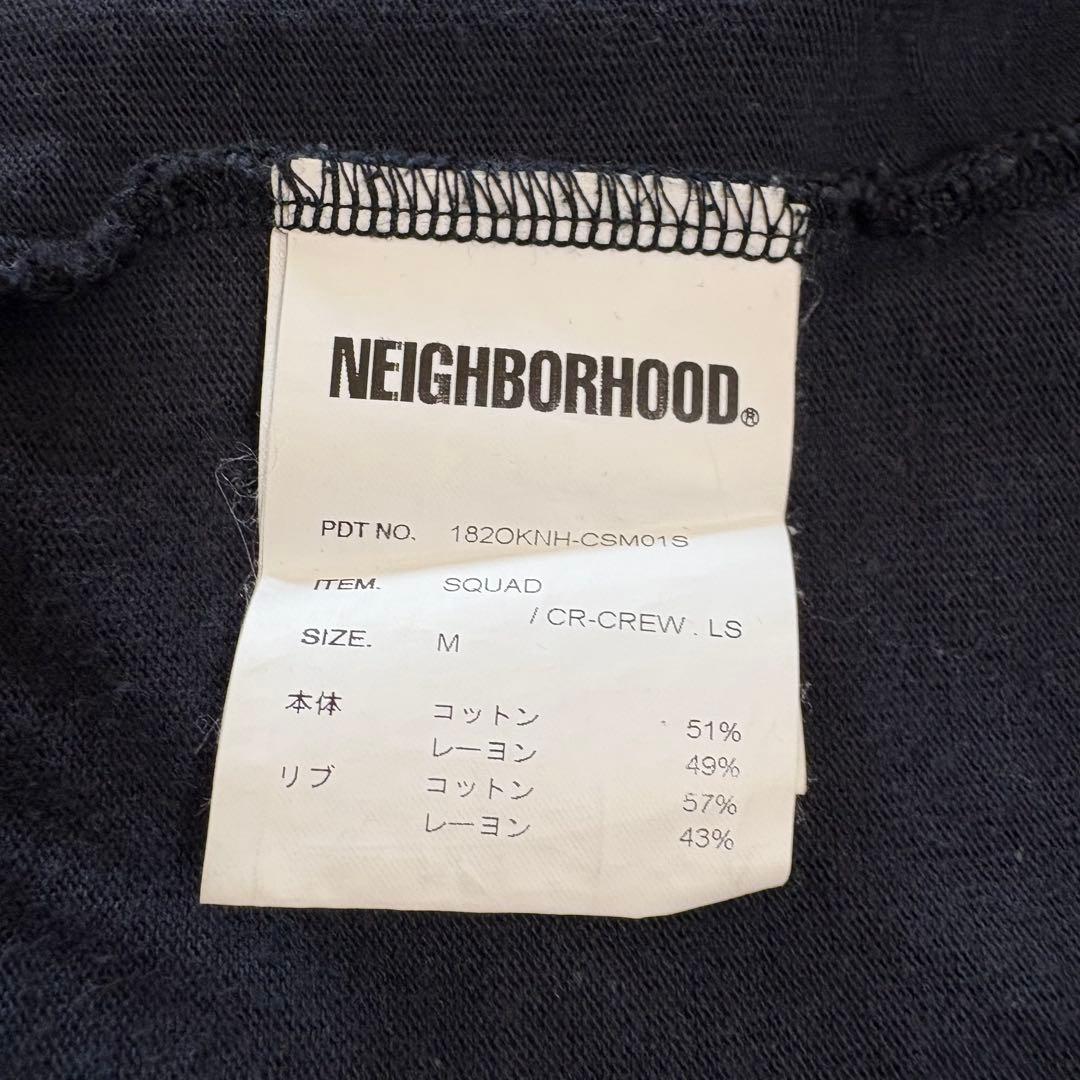 NEIGHBORHOOD®
PDT NO. 182OKNH-CSM01S
ITEM. SQUAD
/ CR-CREW . LS
SIZE. M
本体 コットン 51%
レーヨン 49%
リブ コットン 57%
レーヨン 43%